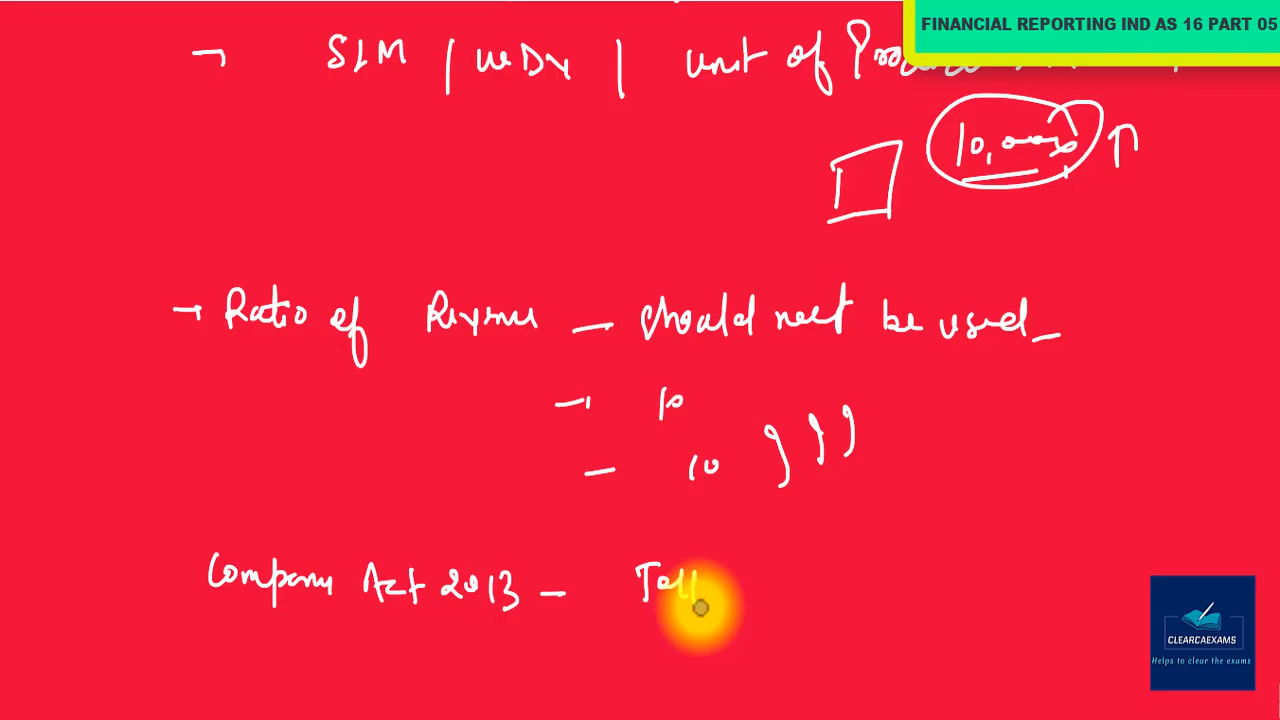 FINANCIAL REPORTING IND AS 16 PART 05
→ SLM | WDV | unit of
10,000
→ Ratio of Revenue — should not be used –
→ 10
– 10 } } }
Company Act 2013 – Toll
CLEARCAEXAMS
Helps to clear the exams